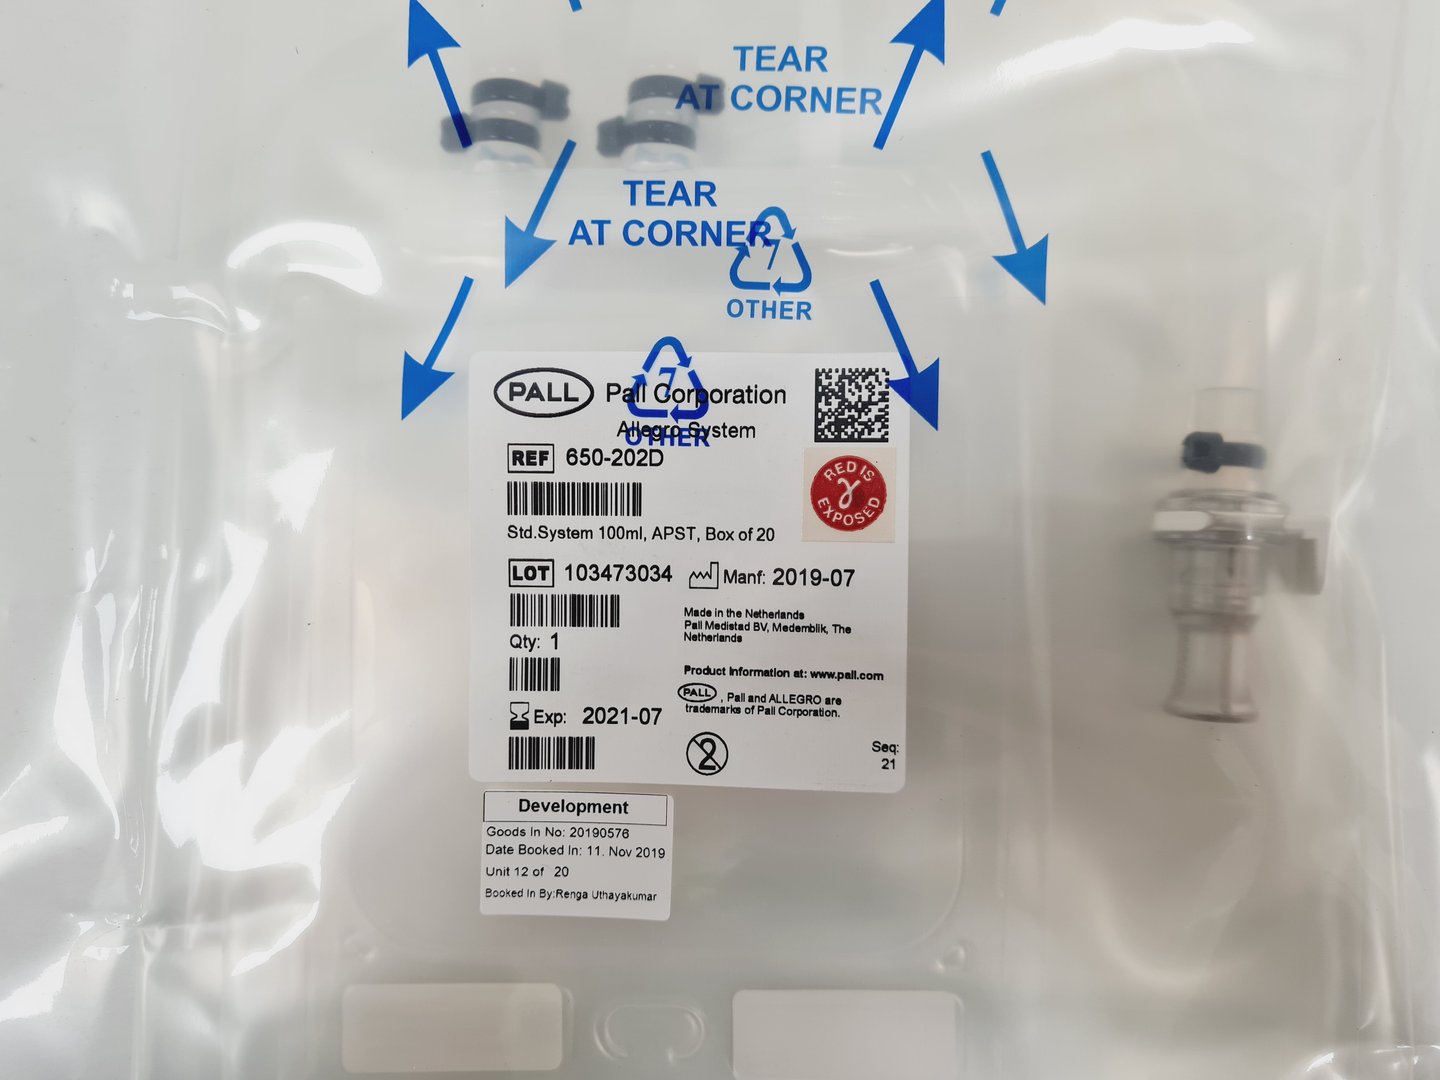 TEAR
AT CORNER
TEAR
AT CORNER
7
OTHER
7
OTHER
PALL Pall Corporation
Allegro System
REF 650-202D
RED IS
γ
EXPOSED
Std.System 100ml, APST, Box of 20
LOT 103473034 Manf: 2019-07
Made in the Netherlands
Pall Medistad BV, Medemblik, The
Netherlands
Qty: 1
Product Information at: www.pall.com
PALL , Pall and ALLEGRO are
trademarks of Pall Corporation.
Exp: 2021-07
2
Seq:
21
Development
Goods In No: 20190576
Date Booked In: 11. Nov 2019
Unit 12 of 20
Booked In By:Renga Uthayakumar